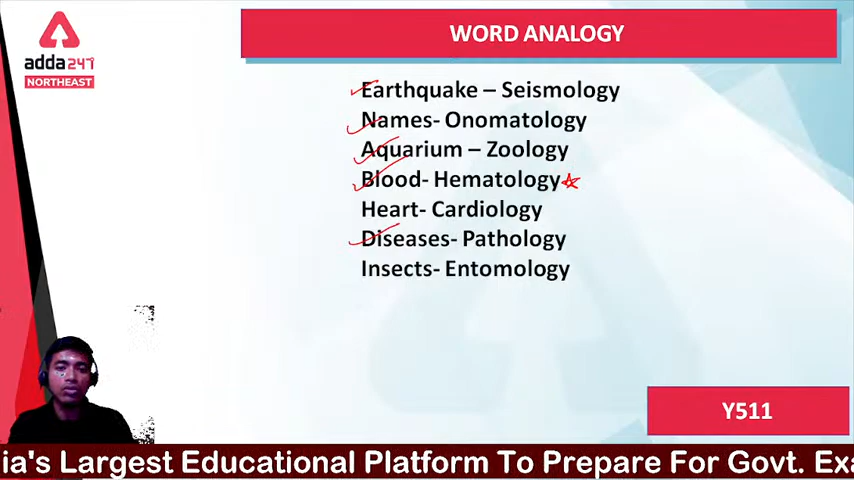 WORD ANALOGY
adda247
NORTHEAST
Earthquake – Seismology
Names- Onomatology
Aquarium – Zoology
Blood- Hematology
Heart- Cardiology
Diseases- Pathology
Insects- Entomology
Y511
ia's Largest Educational Platform To Prepare For Govt. Exa